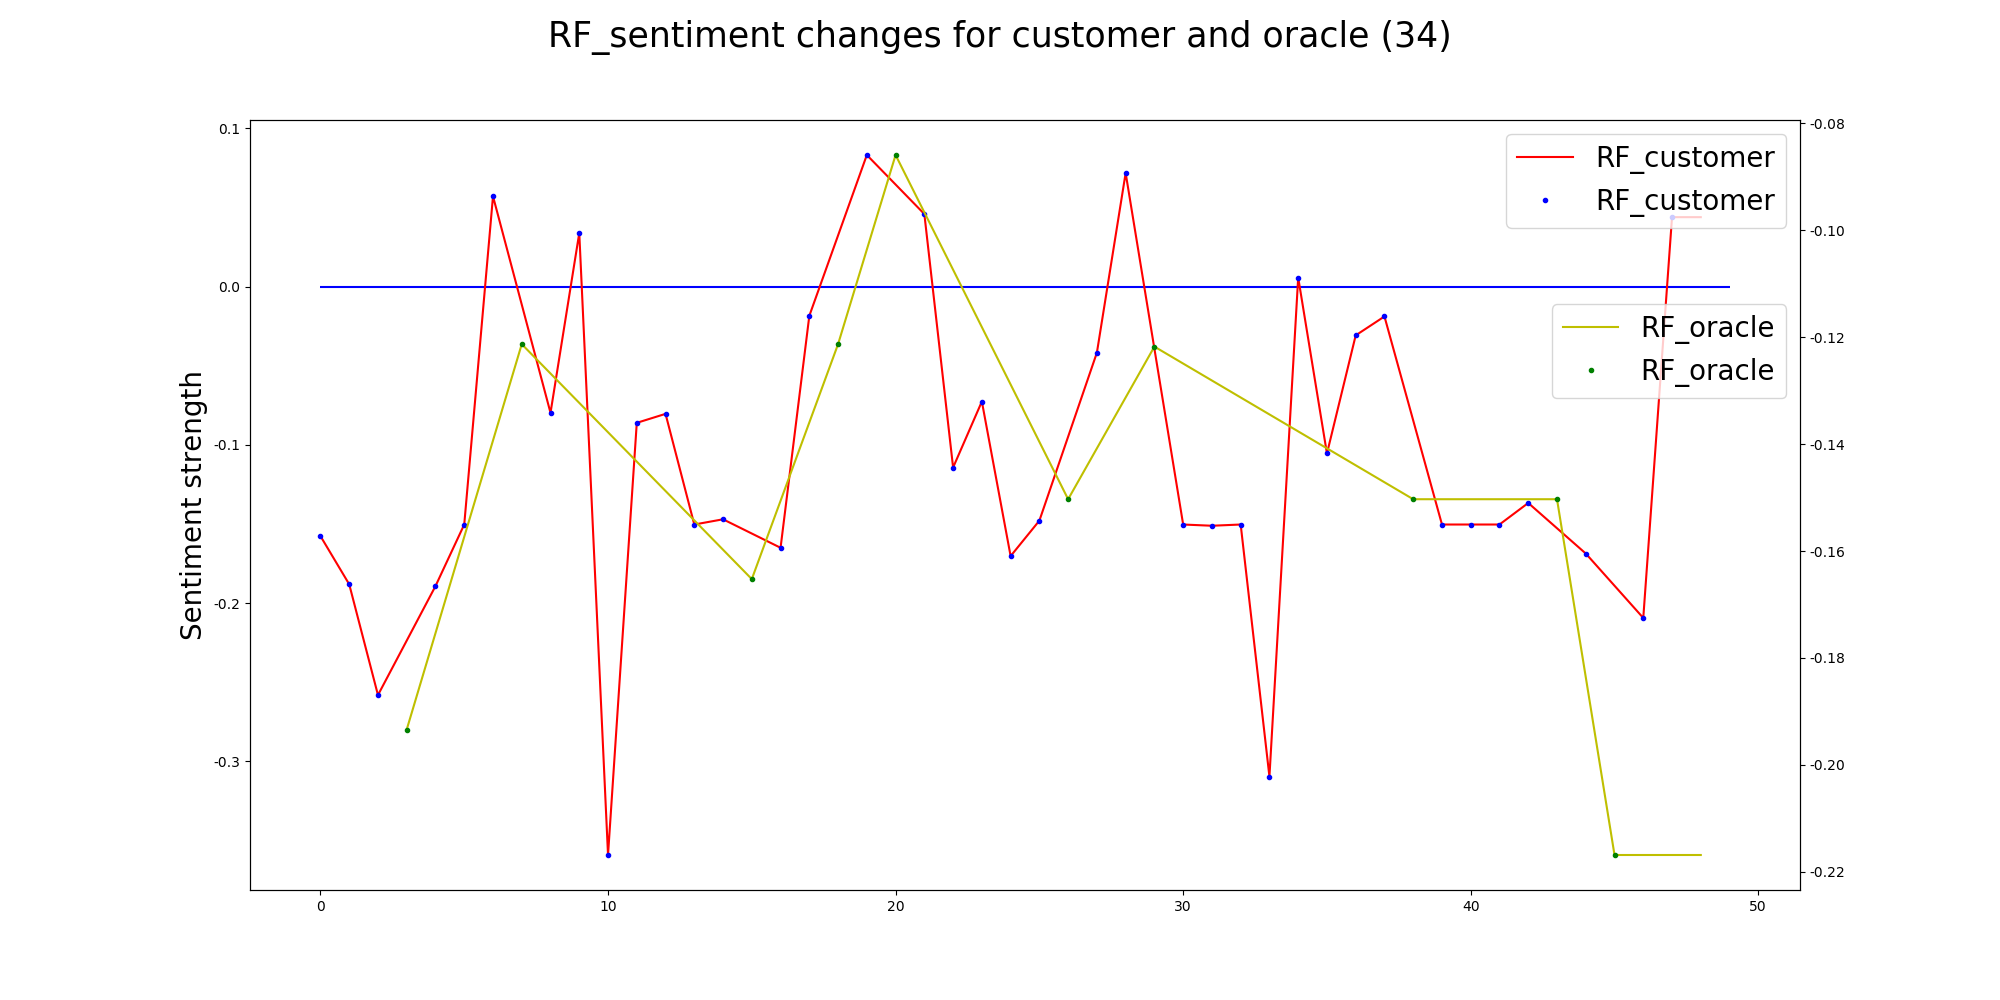 RF_sentiment changes for customer and oracle (34)
Sentiment strength
0.1
0.0
-0.1
-0.2
-0.3
-0.08
-0.10
-0.12
-0.14
-0.16
-0.18
-0.20
-0.22
RF_customer
RF_customer
RF_oracle
RF_oracle
0 10 20 30 40 50